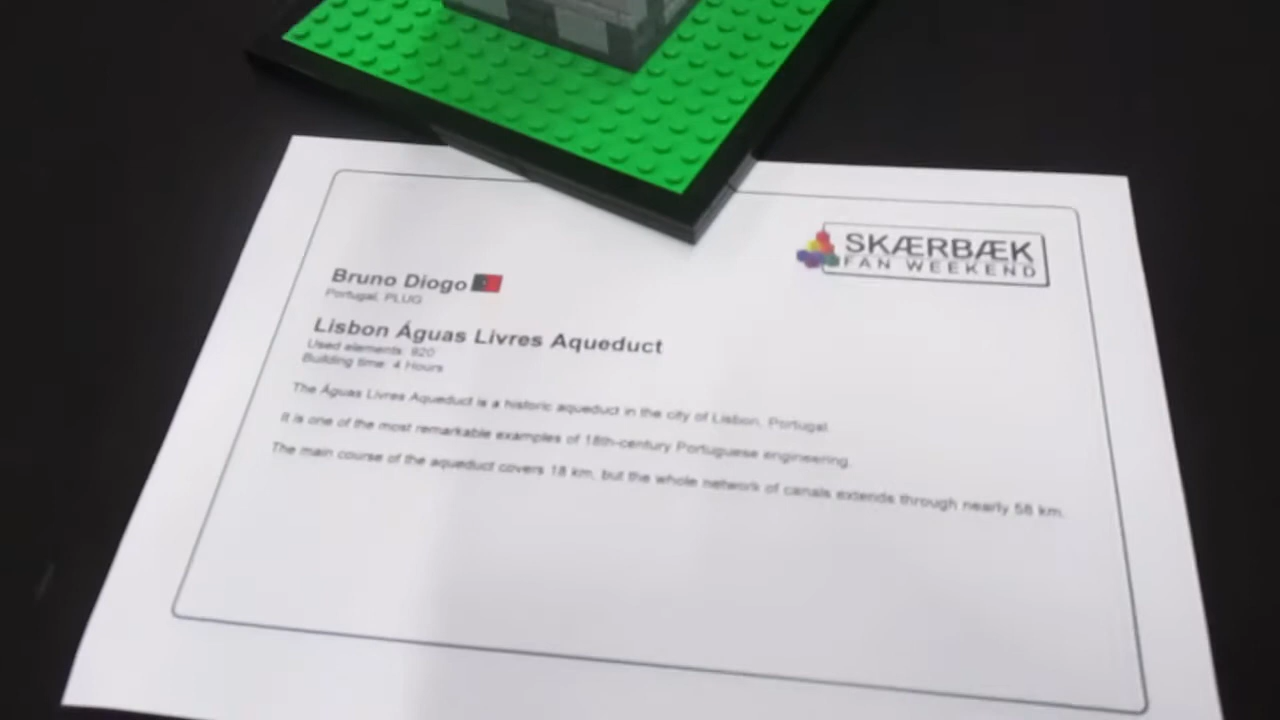 SKÆRBÆK
FAN WEEKEND
Bruno Diogo
Portugal, PLUG
Lisbon Águas Livres Aqueduct
Used elements: 820
Building time: 4 Hours
The Águas Livres Aqueduct is a historic aqueduct in the city of Lisbon, Portugal.
It is one of the most remarkable examples of 18th-century Portuguese engineering.
The main course of the aqueduct covers 18 km, but the whole network of canals extends through nearly 58 km.